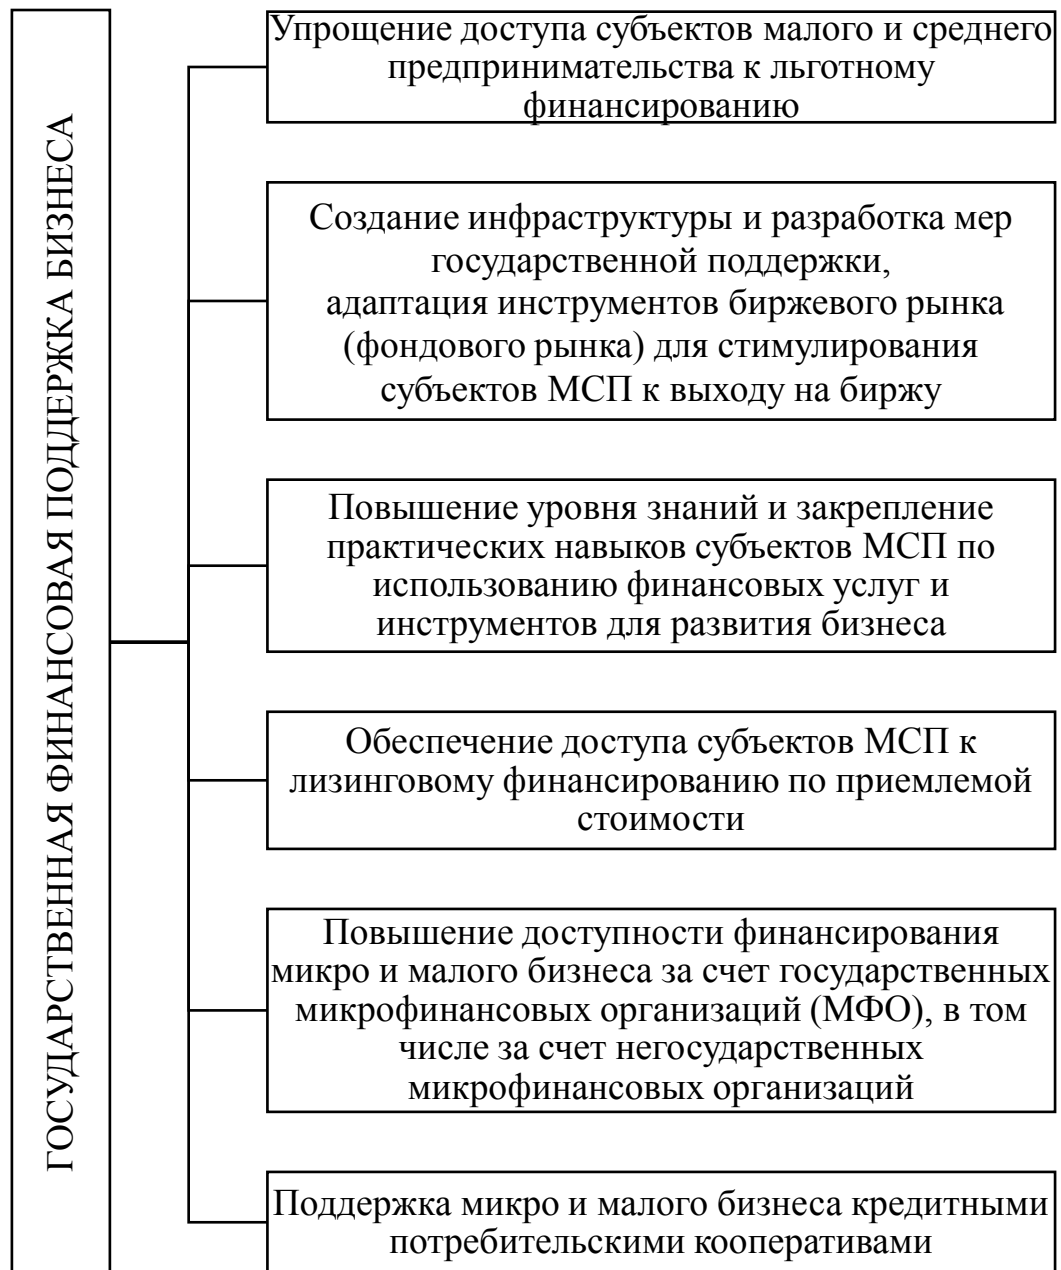 ГОСУДАРСТВЕННАЯ ФИНАНСОВАЯ ПОДДЕРЖКА БИЗНЕСА
Упрощение доступа субъектов малого и среднего
предпринимательства к льготному
финансированию
Создание инфраструктуры и разработка мер
государственной поддержки,
адаптация инструментов биржевого рынка
(фондового рынка) для стимулирования
субъектов МСП к выходу на биржу
Повышение уровня знаний и закрепление
практических навыков субъектов МСП по
использованию финансовых услуг и
инструментов для развития бизнеса
Обеспечение доступа субъектов МСП к
лизинговому финансированию по приемлемой
стоимости
Повышение доступности финансирования
микро и малого бизнеса за счет государственных
микрофинансовых организаций (МФО), в том
числе за счет негосударственных
микрофинансовых организаций
Поддержка микро и малого бизнеса кредитными
потребительскими кооперативами